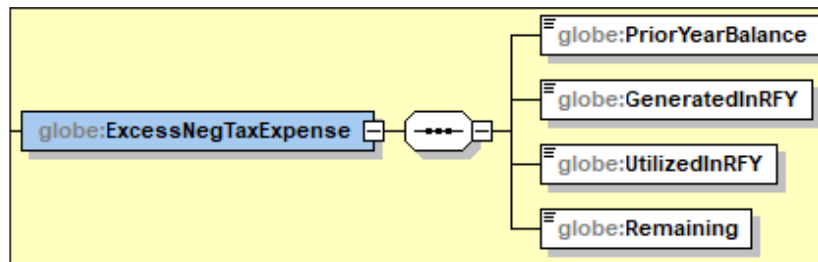 globe:PriorYearBalance
globe:GeneratedInRFY
globe:ExcessNegTaxExpense
globe:UtilizedInRFY
globe:Remaining